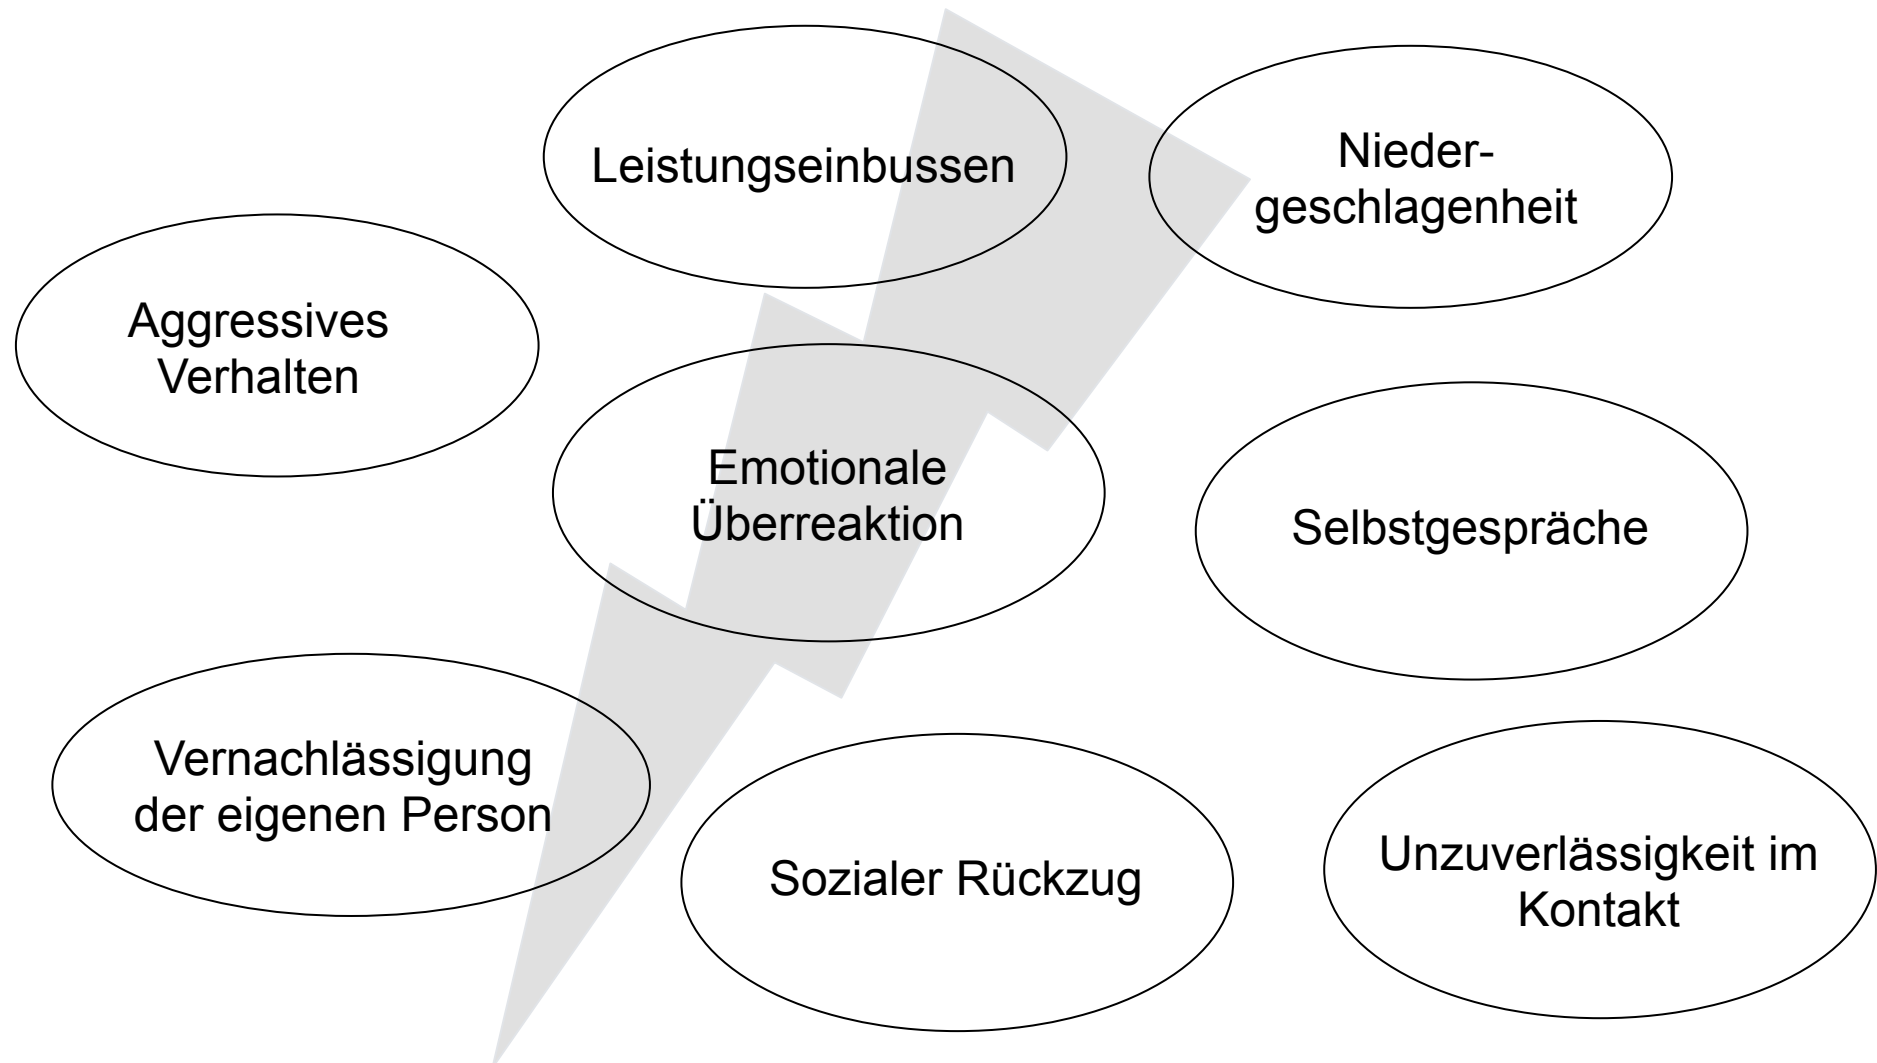 Leistungseinbussen
Nieder-
geschlagenheit
Aggressives
Verhalten
Emotionale
Überreaktion
Selbstgespräche
Vernachlässigung
der eigenen Person
Sozialer Rückzug
Unzuverlässigkeit im
Kontakt